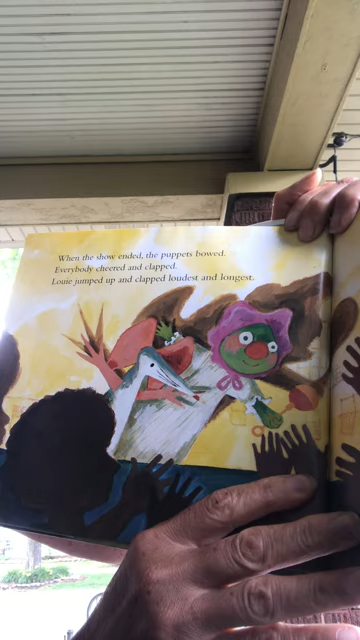 When the show ended, the puppets bowed.
Everybody cheered and clapped.
Louie jumped up and clapped loudest and longest.